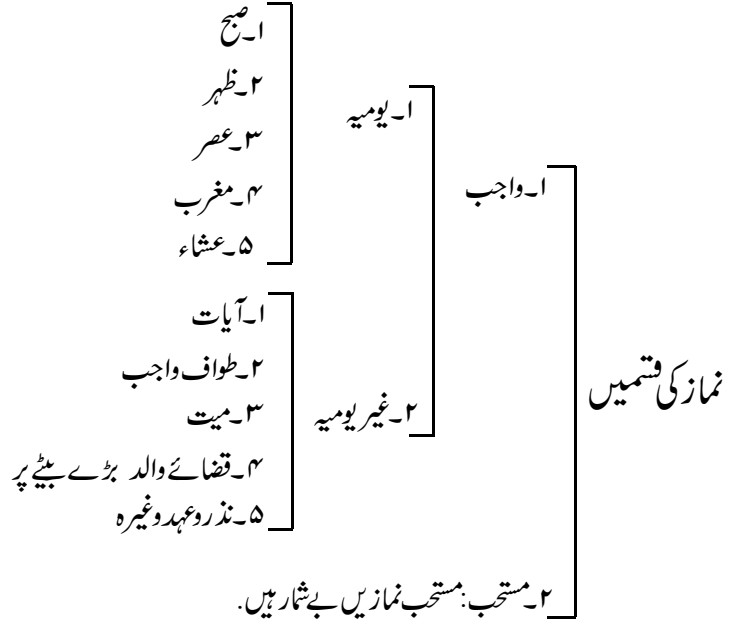 نماز کی قسمیں
۱۔واجب
۱۔یومیہ
۱۔صبح
۲۔ظہر
۳۔عصر
۴۔مغرب
۵۔عشاء
۲۔غیر یومیہ
۱۔آیات
۲۔طواف واجب
۳۔میت
۴۔قضائے والد بڑے بیٹے پر
۵۔نذر وعہد وغیرہ
۲۔مستحب:مستحب نمازیں بے شمار ہیں.